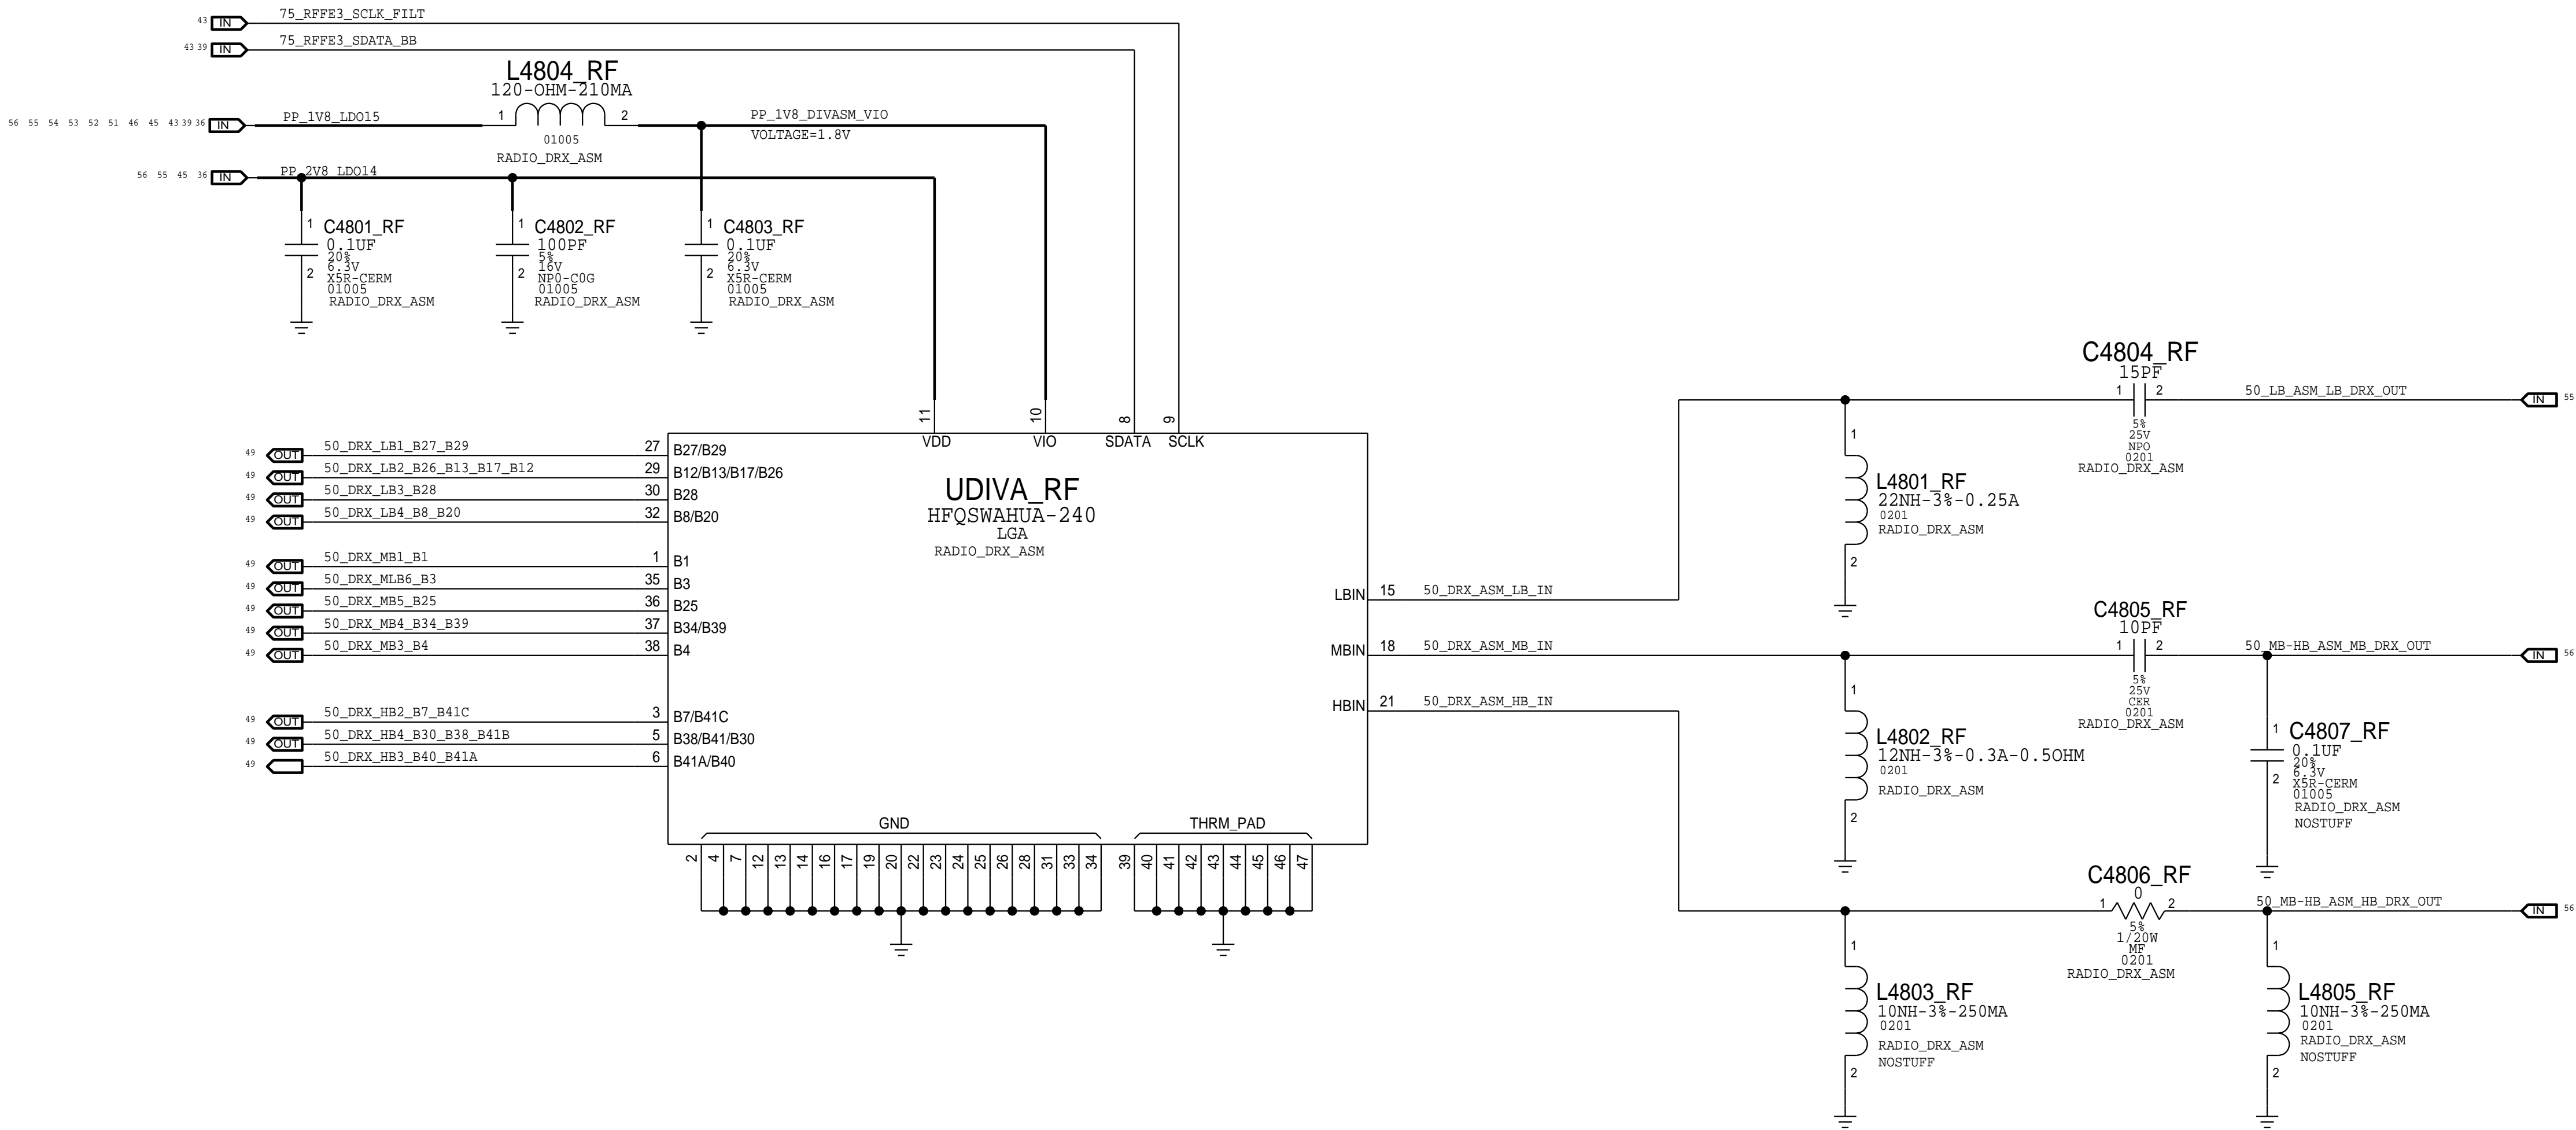 43 IN 75_RFFE3_SCLK_FILT
43 39 IN 75_RFFE3_SDATA_BB
L4804_RF
120-OHM-210MA
56 55 54 53 52 51 46 45 43 39 36 IN PP_1V8_LDO15 1 2 PP_1V8_DIVASM_VIO
01005 VOLTAGE=1.8V
RADIO_DRX_ASM
56 55 45 36 IN PP_2V8_LDO14
1 C4801_RF
0.1UF
20%
6.3V
2 X5R-CERM
01005
RADIO_DRX_ASM
1 C4802_RF
100PF
5%
16V
2 NP0-C0G
01005
RADIO_DRX_ASM
1 C4803_RF
0.1UF
20%
6.3V
2 X5R-CERM
01005
RADIO_DRX_ASM
11 10 8 9
VDD VIO SDATA SCLK
UDIVA_RF
HFQSWAHUA-240
LGA
RADIO_DRX_ASM
49 OUT 50_DRX_LB1_B27_B29 27 B27/B29
49 OUT 50_DRX_LB2_B26_B13_B17_B12 29 B12/B13/B17/B26
49 OUT 50_DRX_LB3_B28 30 B28
49 OUT 50_DRX_LB4_B8_B20 32 B8/B20
49 OUT 50_DRX_MB1_B1 1 B1
49 OUT 50_DRX_MLB6_B3 35 B3
49 OUT 50_DRX_MB5_B25 36 B25
49 OUT 50_DRX_MB4_B34_B39 37 B34/B39
49 OUT 50_DRX_MB3_B4 38 B4
49 OUT 50_DRX_HB2_B7_B41C 3 B7/B41C
49 OUT 50_DRX_HB4_B30_B38_B41B 5 B38/B41/B30
49 50_DRX_HB3_B40_B41A 6 B41A/B40
LBIN 15 50_DRX_ASM_LB_IN
MBIN 18 50_DRX_ASM_MB_IN
HBIN 21 50_DRX_ASM_HB_IN
GND THRM_PAD
2 4 7 12 13 14 16 17 19 20 22 23 24 25 26 28 31 33 34 39 40 41 42 43 44 45 46 47
C4804_RF
15PF
1 2 50_LB_ASM_LB_DRX_OUT IN 55
5%
25V
NPO
0201
RADIO_DRX_ASM
1
L4801_RF
22NH-3%-0.25A
0201
RADIO_DRX_ASM
2
C4805_RF
10PF
1 2 50_MB-HB_ASM_MB_DRX_OUT IN 56
5%
25V
CER
0201
RADIO_DRX_ASM
1
L4802_RF
12NH-3%-0.3A-0.5OHM
0201
RADIO_DRX_ASM
2
1 C4807_RF
0.1UF
20%
6.3V
2 X5R-CERM
01005
RADIO_DRX_ASM
NOSTUFF
C4806_RF
0
1 2 50_MB-HB_ASM_HB_DRX_OUT IN 56
5%
1/20W
MF
0201
RADIO_DRX_ASM
1
L4803_RF
10NH-3%-250MA
0201
RADIO_DRX_ASM
NOSTUFF
2
1
L4805_RF
10NH-3%-250MA
0201
RADIO_DRX_ASM
NOSTUFF
2